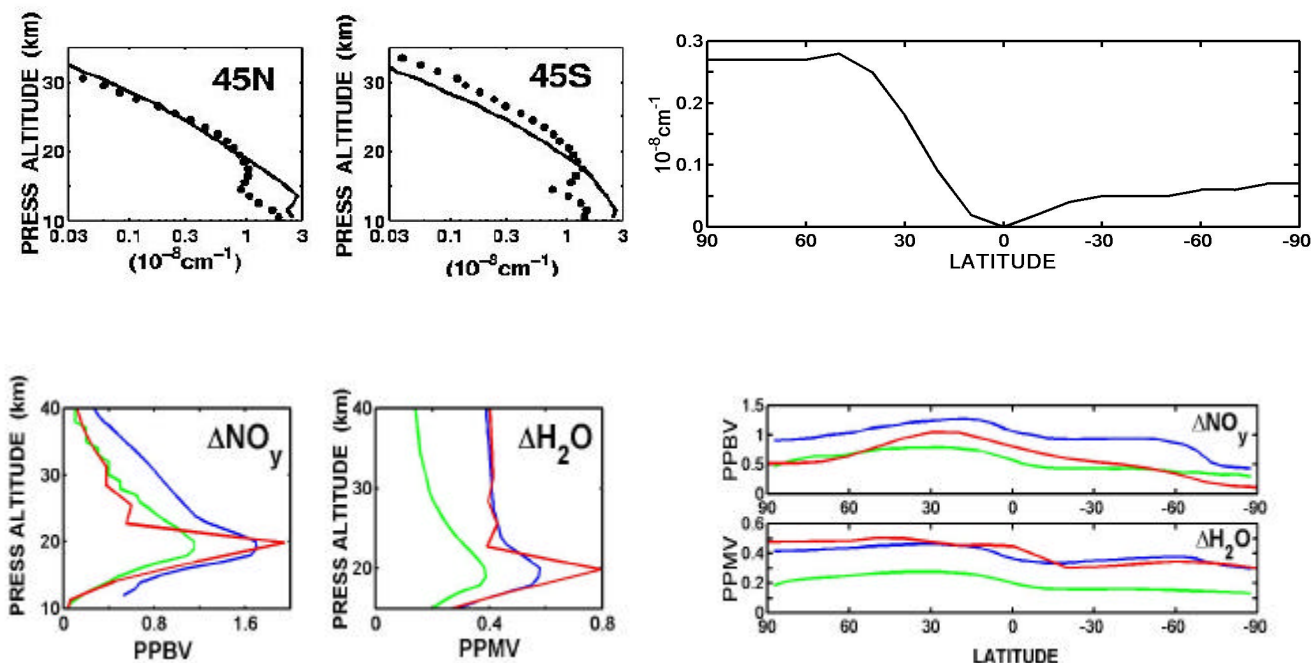 PRESS ALTITUDE (km)
30
20
10
45N
0.03 0.1 1 3
(10⁻⁸cm⁻¹)
PRESS ALTITUDE (km)
30
20
10
45S
0.03 0.1 1 3
(10⁻⁸cm⁻¹)
10⁻⁸cm⁻¹
0.3
0.2
0.1
0
90 60 30 0 -30 -60 -90
LATITUDE
PRESS ALTITUDE (km)
40
30
20
10
ΔNOy
0 0.8 1.6
PPBV
PRESS ALTITUDE (km)
40
30
20
10
ΔH₂O
0 0.4 0.8
PPMV
PPBV
1.5
1
0.5
0
ΔNOy
90 60 30 0 -30 -60 -90
PPMV
0.6
0.4
0.2
0
ΔH₂O
90 60 30 0 -30 -60 -90
LATITUDE